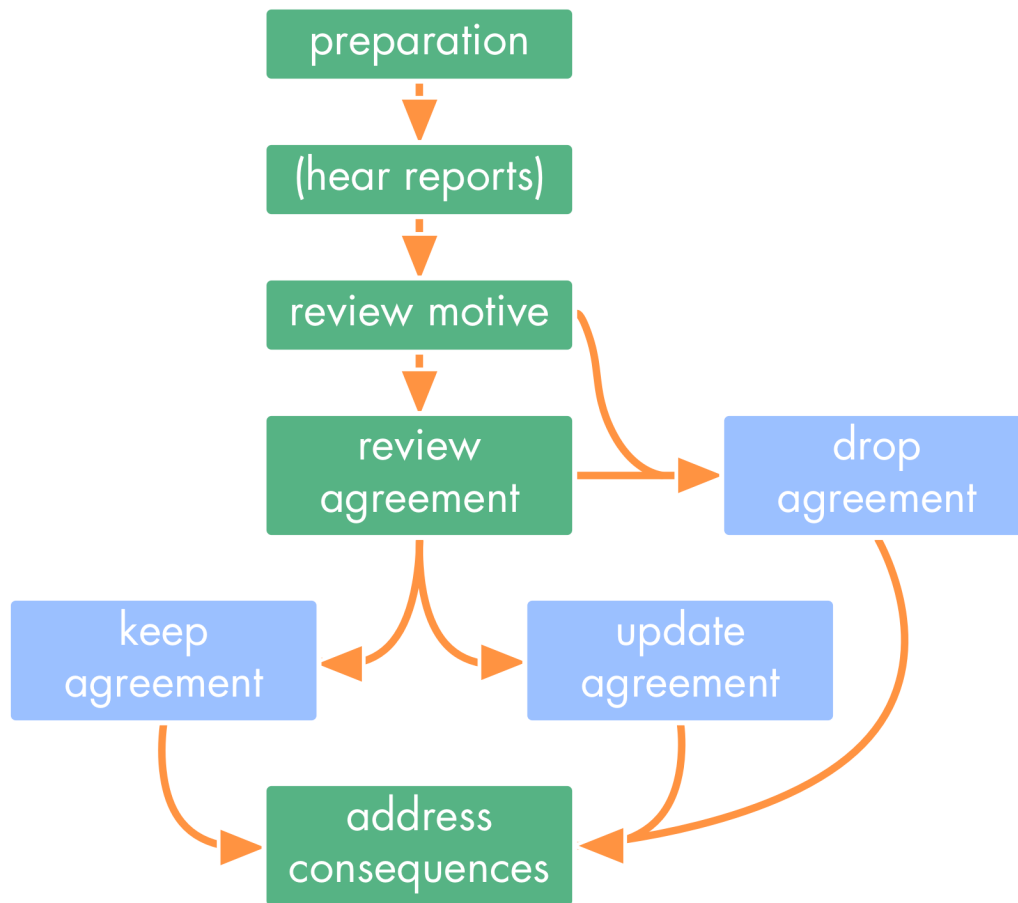 preparation
(hear reports)
review motive
review
agreement
drop
agreement
keep
agreement
update
agreement
address
consequences